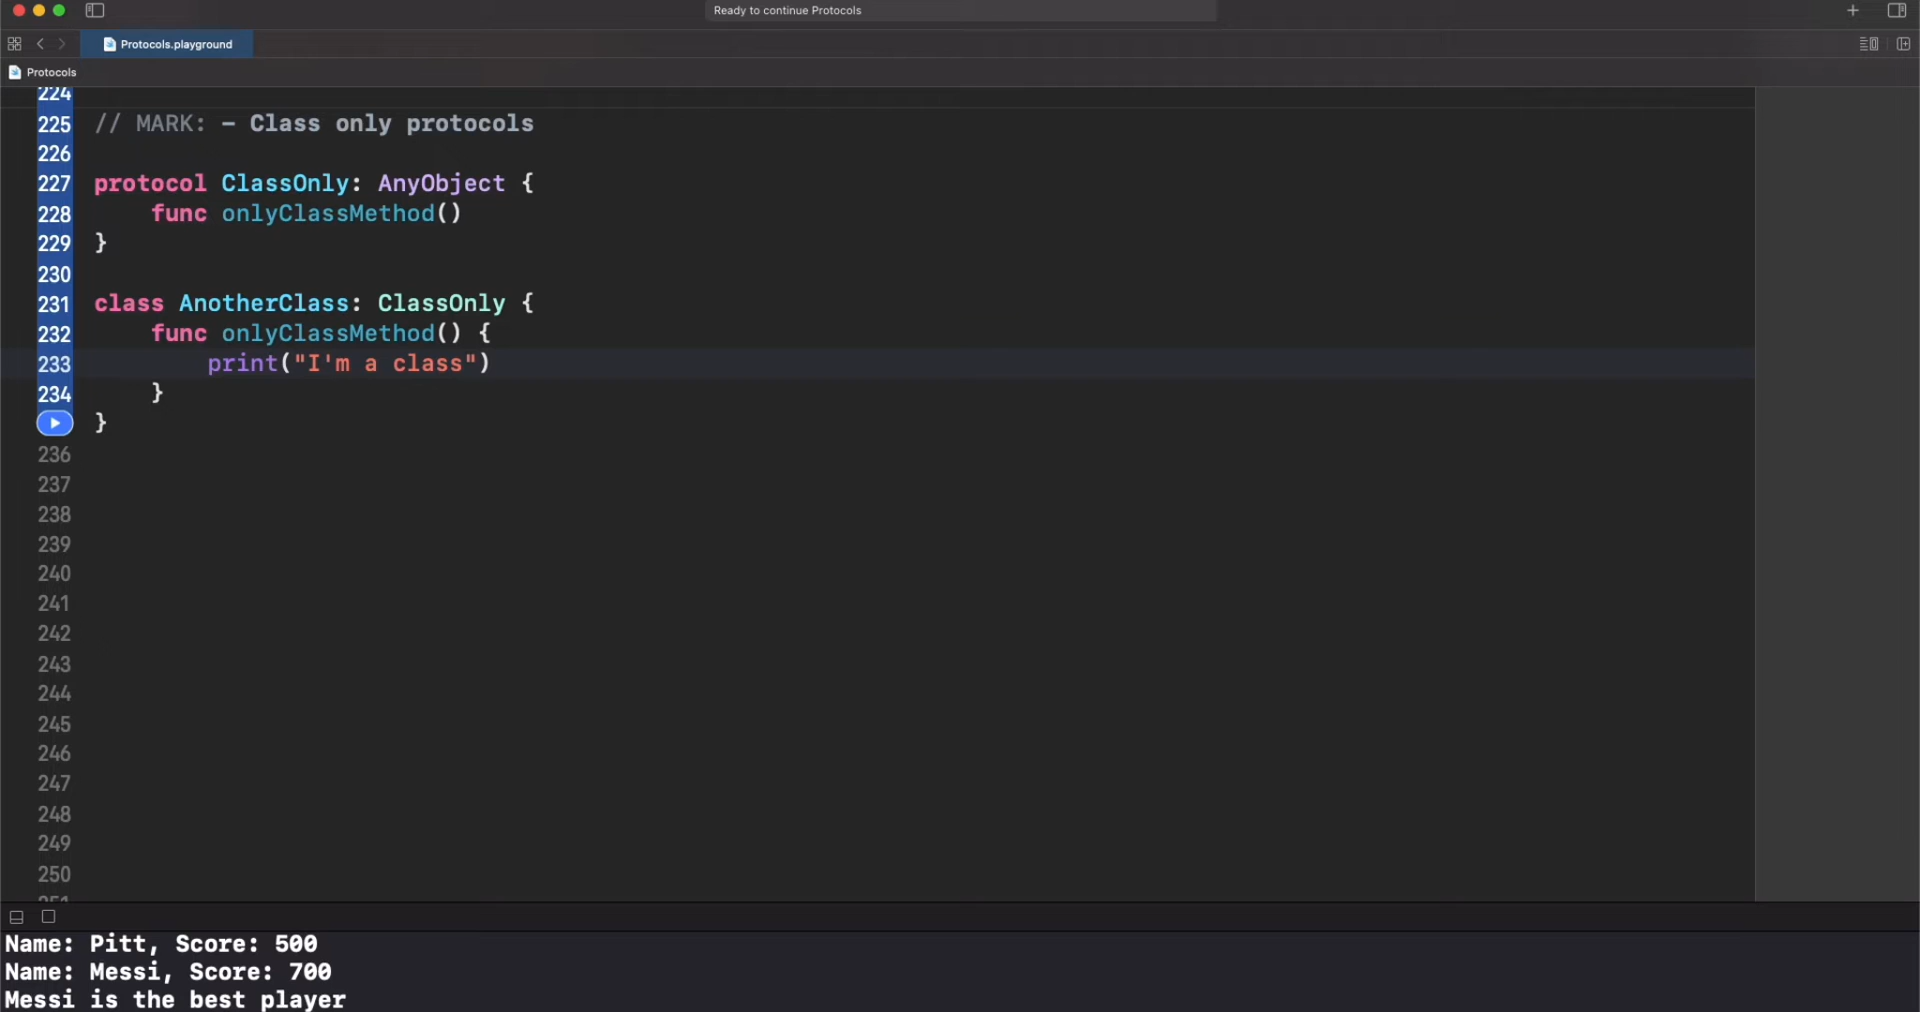 Ready to continue Protocols
Protocols.playground
Protocols
224
225 // MARK: - Class only protocols
226
227 protocol ClassOnly: AnyObject {
228     func onlyClassMethod()
229 }
230
231 class AnotherClass: ClassOnly {
232     func onlyClassMethod() {
233         print("I'm a class")
234     }
}
236
237
238
239
240
241
242
243
244
245
246
247
248
249
250
251
Name: Pitt, Score: 500
Name: Messi, Score: 700
Messi is the best player